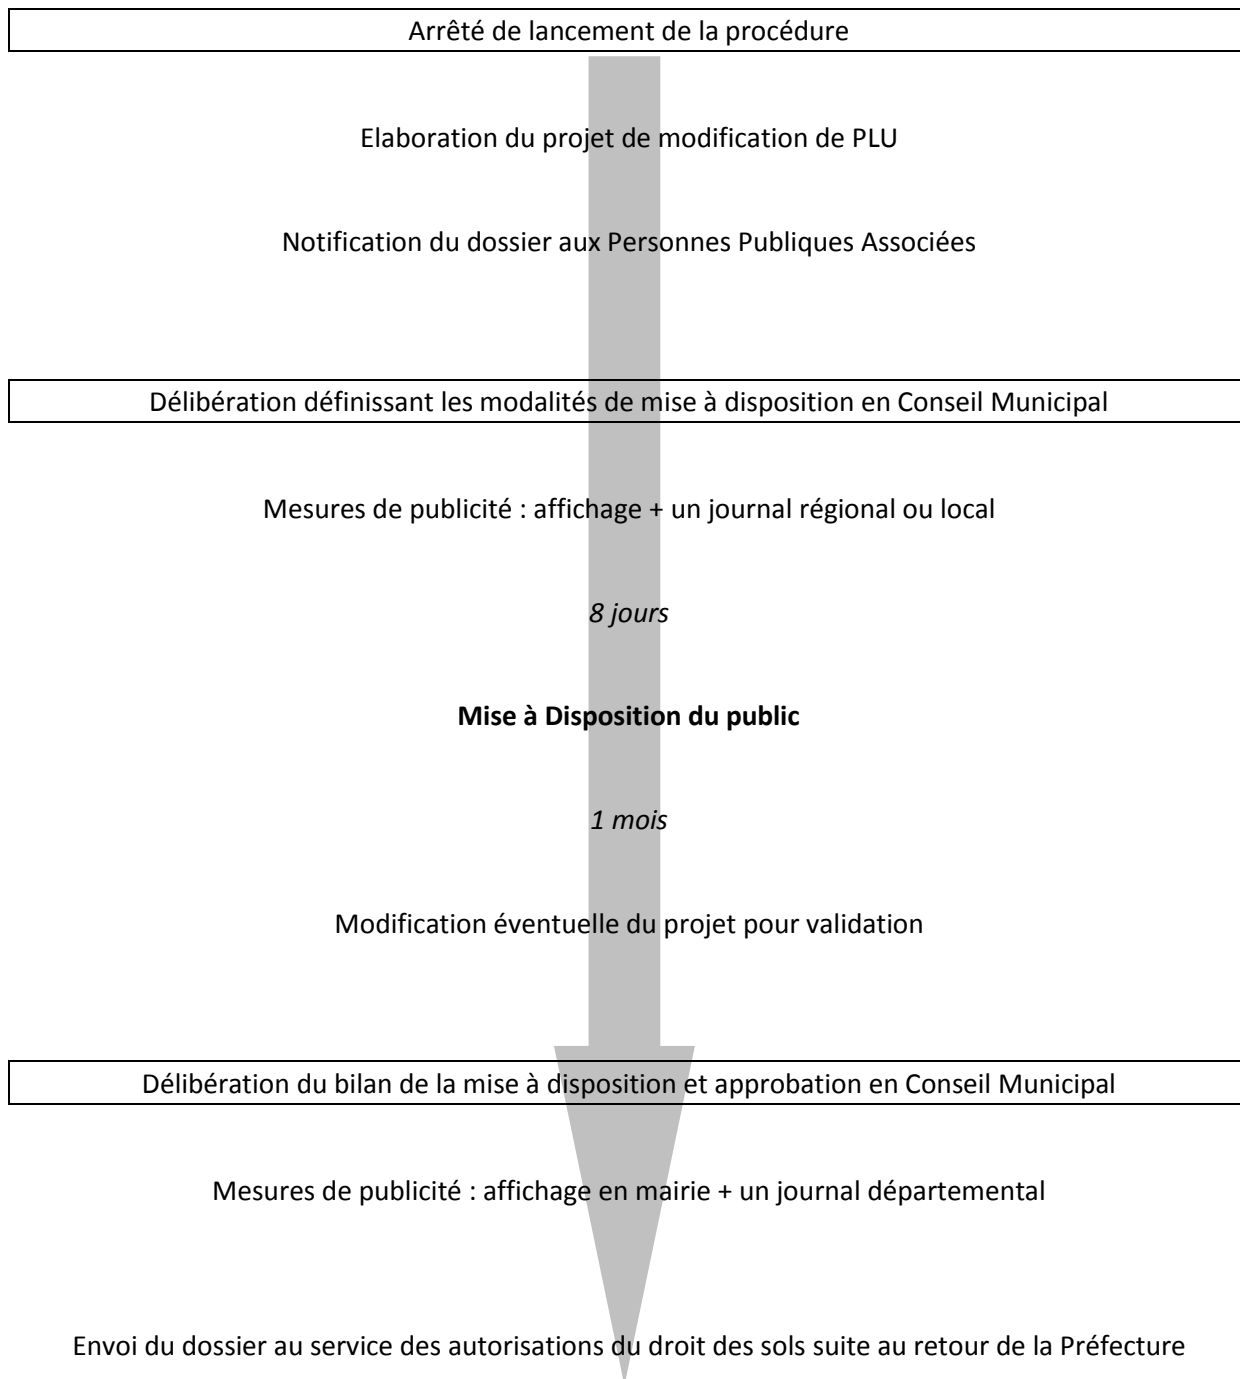 Arrêté de lancement de la procédure
Elaboration du projet de modification de PLU
Notification du dossier aux Personnes Publiques Associées
Délibération définissant les modalités de mise à disposition en Conseil Municipal
Mesures de publicité : affichage + un journal régional ou local
8 jours
Mise à Disposition du public
1 mois
Modification éventuelle du projet pour validation
Délibération du bilan de la mise à disposition et approbation en Conseil Municipal
Mesures de publicité : affichage en mairie + un journal départemental
Envoi du dossier au service des autorisations du droit des sols suite au retour de la Préfecture